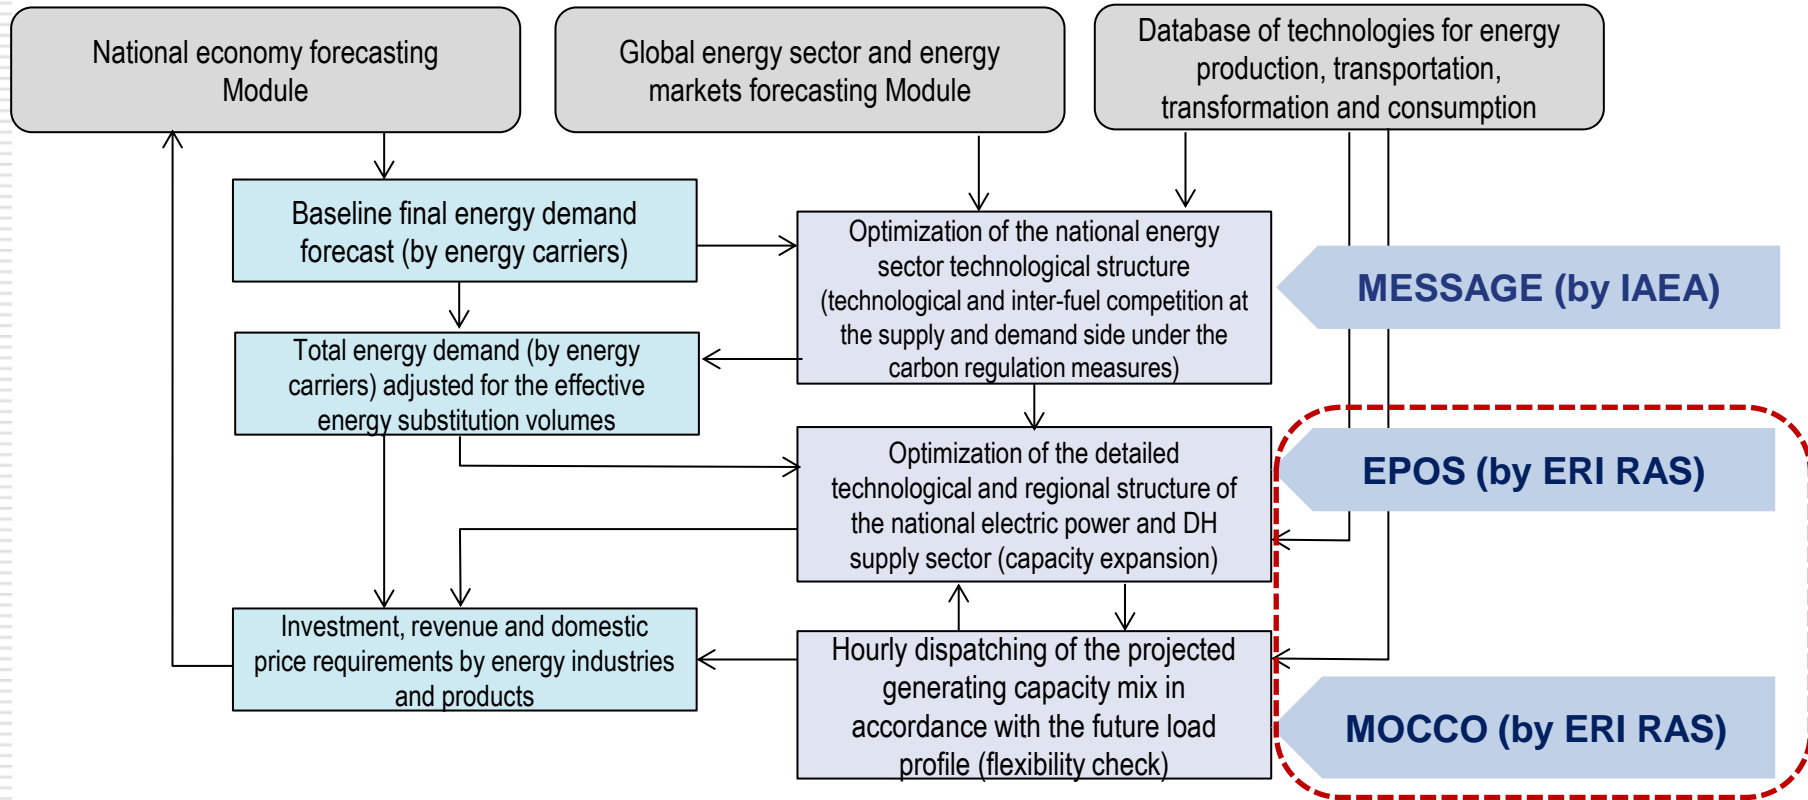 National economy forecasting
Module
Global energy sector and energy
markets forecasting Module
Database of technologies for energy
production, transportation,
transformation and consumption
Baseline final energy demand
forecast (by energy carriers)
Optimization of the national energy
sector technological structure
(technological and inter-fuel competition at
the supply and demand side under the
carbon regulation measures)
MESSAGE (by IAEA)
Total energy demand (by energy
carriers) adjusted for the effective
energy substitution volumes
Optimization of the detailed
technological and regional structure of
the national electric power and DH
supply sector (capacity expansion)
EPOS (by ERI RAS)
Investment, revenue and domestic
price requirements by energy industries
and products
Hourly dispatching of the projected
generating capacity mix in
accordance with the future load
profile (flexibility check)
MOCCO (by ERI RAS)